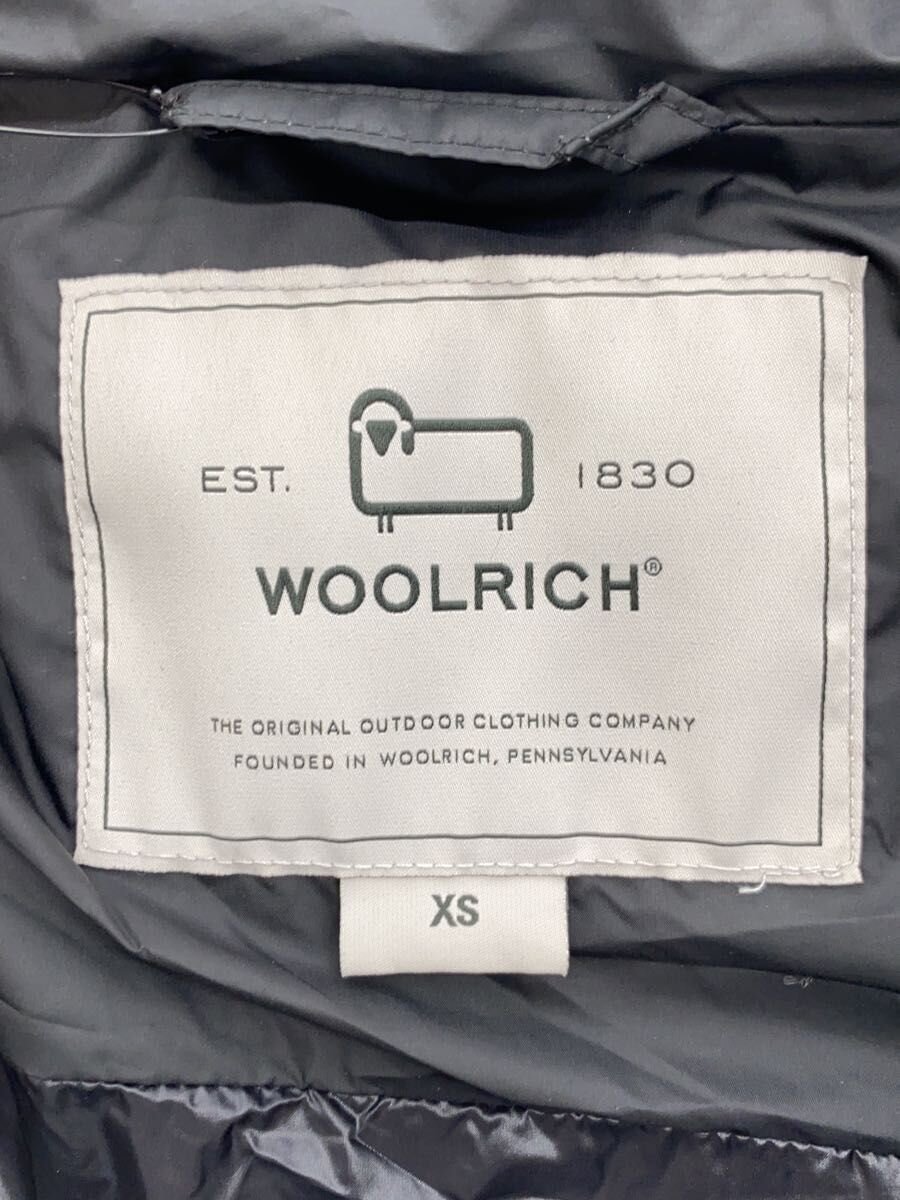 EST. 1830
WOOLRICH®
THE ORIGINAL OUTDOOR CLOTHING COMPANY
FOUNDED IN WOOLRICH, PENNSYLVANIA
XS